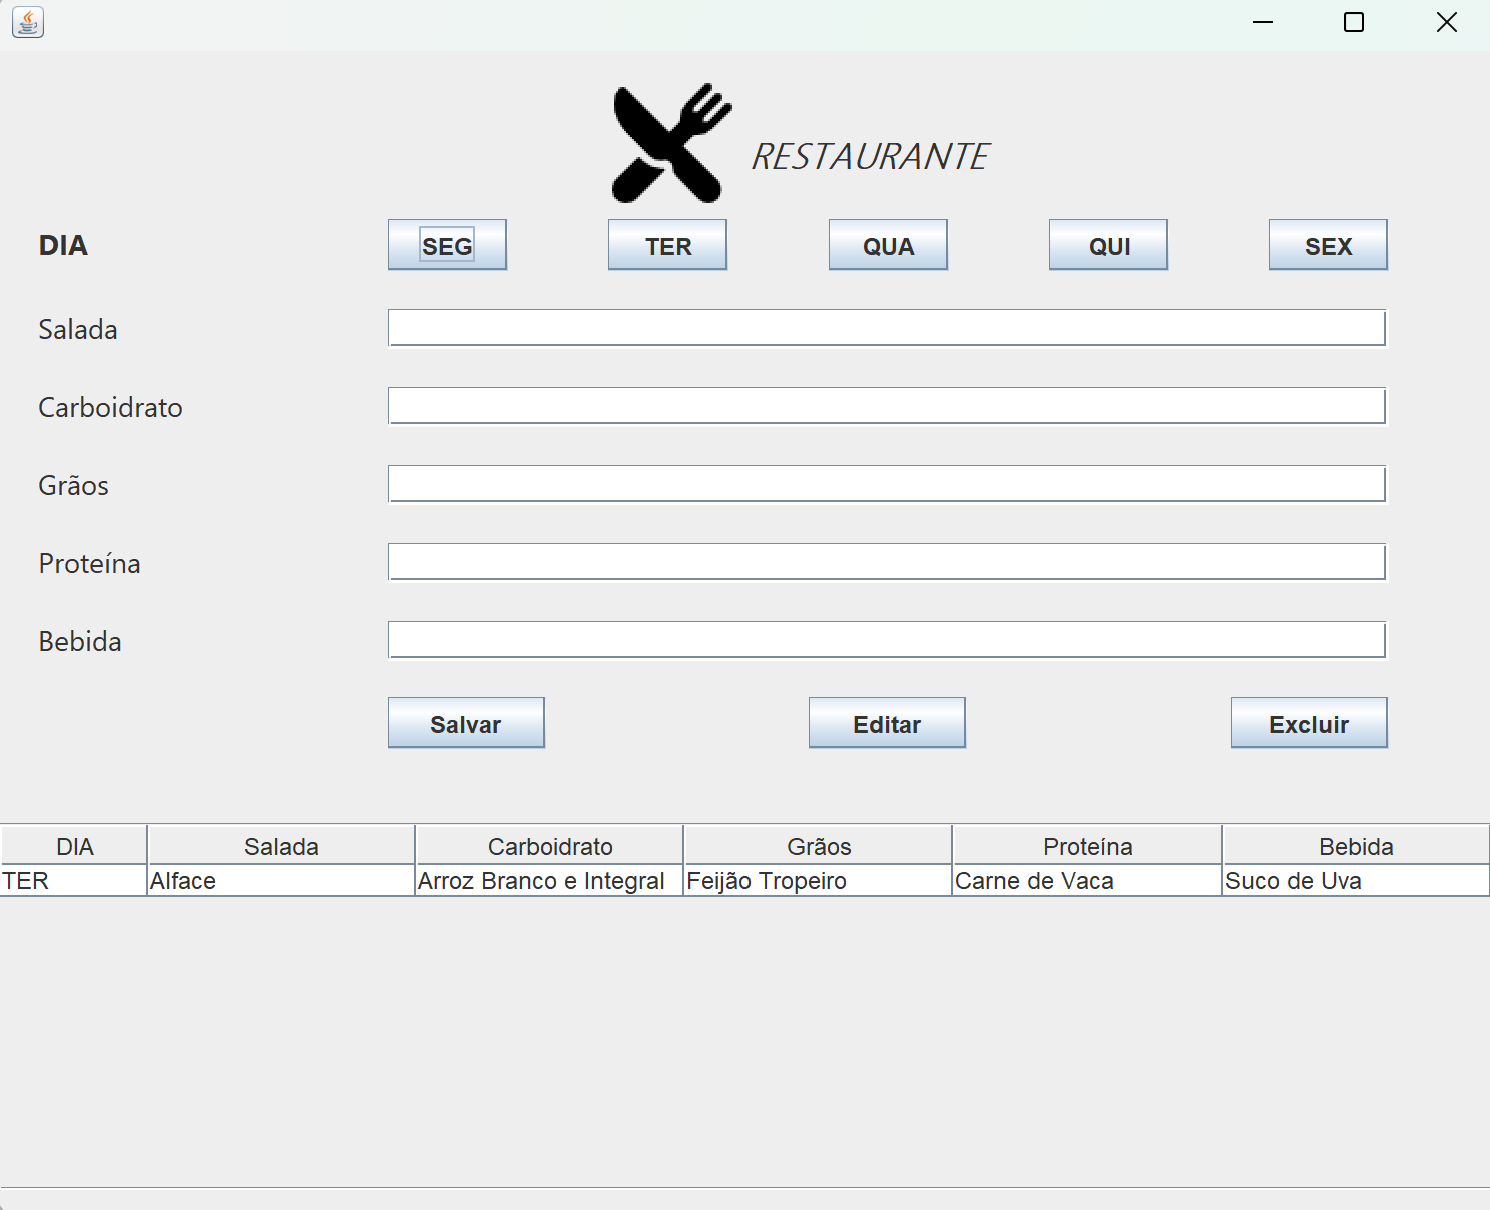 RESTAURANTE
DIA SEG TER QUA QUI SEX
Salada
Carboidrato
Grãos
Proteína
Bebida
Salvar Editar Excluir
DIA Salada Carboidrato Grãos Proteína Bebida
TER Alface Arroz Branco e Integral Feijão Tropeiro Carne de Vaca Suco de Uva